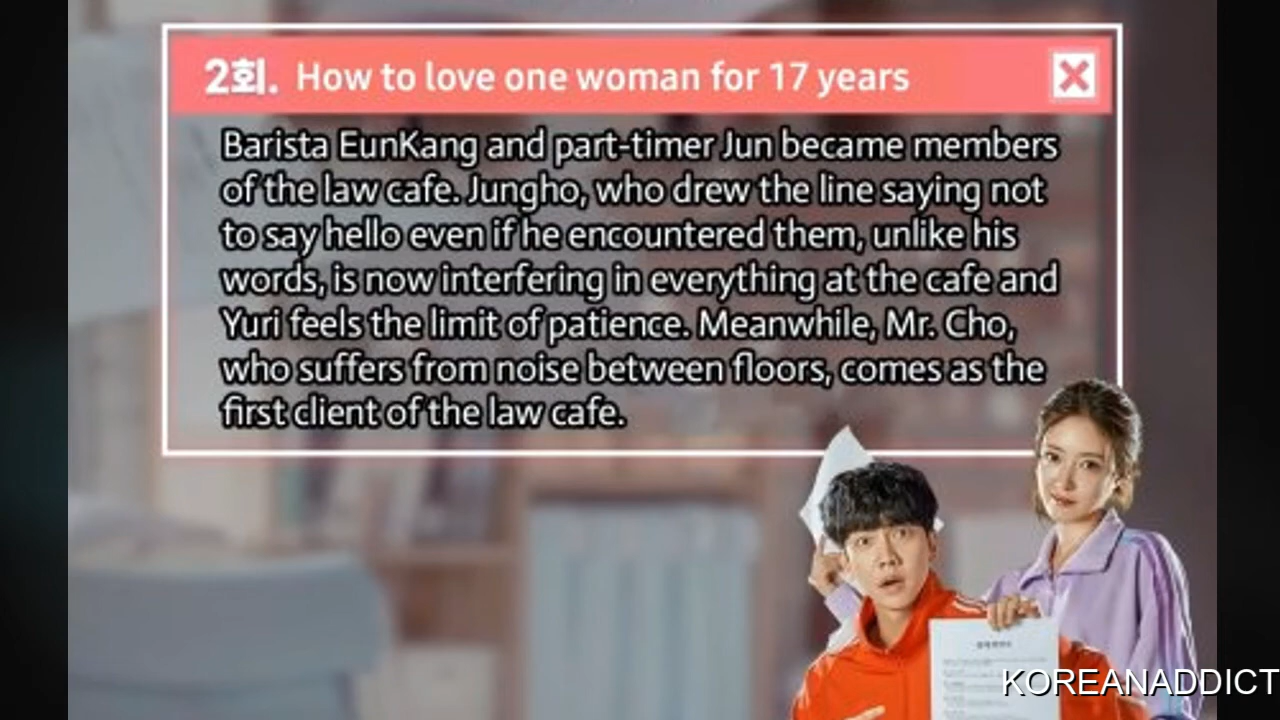 2회. How to love one woman for 17 years
Barista EunKang and part-timer Jun became members
of the law cafe. Jungho, who drew the line saying not
to say hello even if he encountered them, unlike his
words, is now interfering in everything at the cafe and
Yuri feels the limit of patience. Meanwhile, Mr. Cho,
who suffers from noise between floors, comes as the
first client of the law cafe.
KOREANADDICT